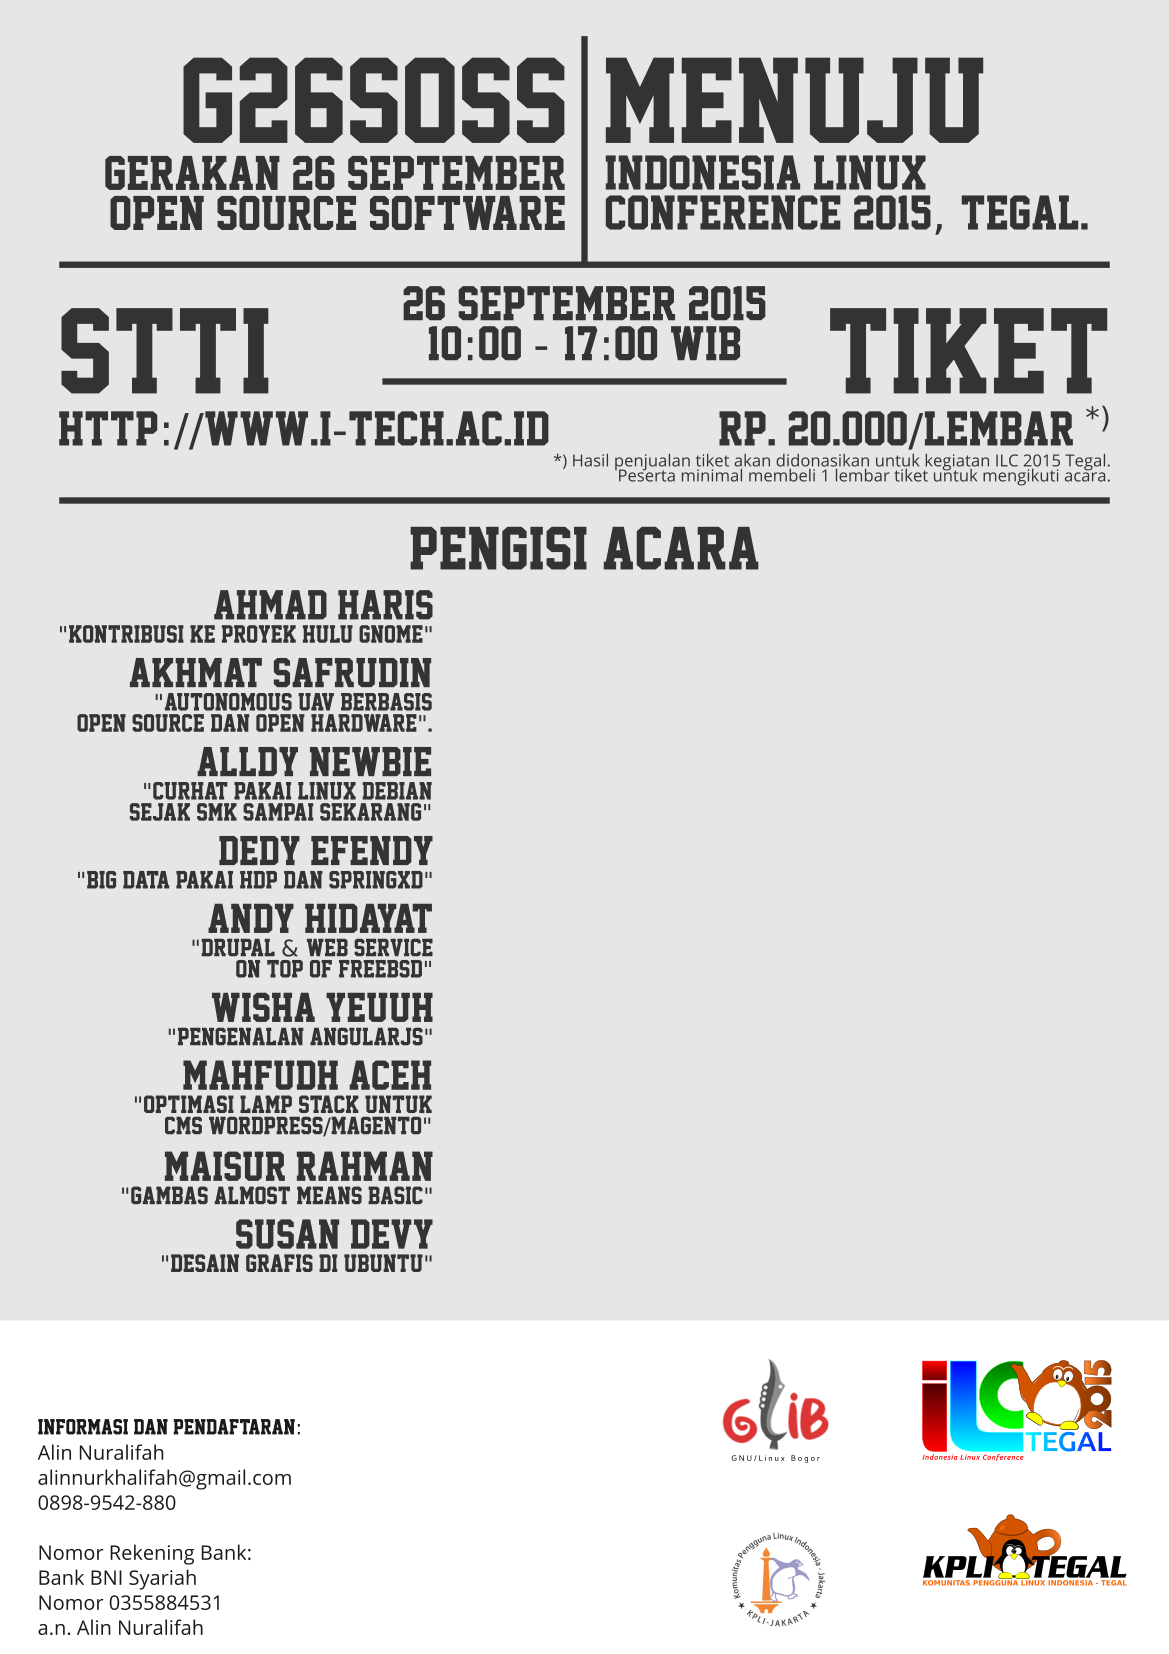 G26SOSS
GERAKAN 26 SEPTEMBER
OPEN SOURCE SOFTWARE
MENUJU
INDONESIA LINUX
CONFERENCE 2015, TEGAL.
STTI
HTTP://WWW.I-TECH.AC.ID
26 SEPTEMBER 2015
10:00 - 17:00 WIB
TIKET
RP. 20.000/LEMBAR *)
*) Hasil penjualan tiket akan didonasikan untuk kegiatan ILC 2015 Tegal.
Peserta minimal membeli 1 lembar tiket untuk mengikuti acara.
PENGISI ACARA
AHMAD HARIS
"KONTRIBUSI KE PROYEK HULU GNOME"
AKHMAT SAFRUDIN
"AUTONOMOUS UAV BERBASIS
OPEN SOURCE DAN OPEN HARDWARE".
ALLDY NEWBIE
"CURHAT PAKAI LINUX DEBIAN
SEJAK SMK SAMPAI SEKARANG"
DEDY EFENDY
"BIG DATA PAKAI HDP DAN SPRINGXD"
ANDY HIDAYAT
"DRUPAL & WEB SERVICE
ON TOP OF FREEBSD"
WISHA YEUUH
"PENGENALAN ANGULARJS"
MAHFUDH ACEH
"OPTIMASI LAMP STACK UNTUK
CMS WORDPRESS/MAGENTO"
MAISUR RAHMAN
"GAMBAS ALMOST MEANS BASIC"
SUSAN DEVY
"DESAIN GRAFIS DI UBUNTU"
INFORMASI DAN PENDAFTARAN:
Alin Nuralifah
alinnurkhalifah@gmail.com
0898-9542-880
Nomor Rekening Bank:
Bank BNI Syariah
Nomor 0355884531
a.n. Alin Nuralifah
GLiB
GNU/Linux Bogor
iLC 2015
TEGAL
Indonesia Linux Conference
Komunitas Pengguna Linux Indonesia - Jakarta
★ KPLI-JAKARTA ★
KPLI TEGAL
KOMUNITAS PENGGUNA LINUX INDONESIA - TEGAL